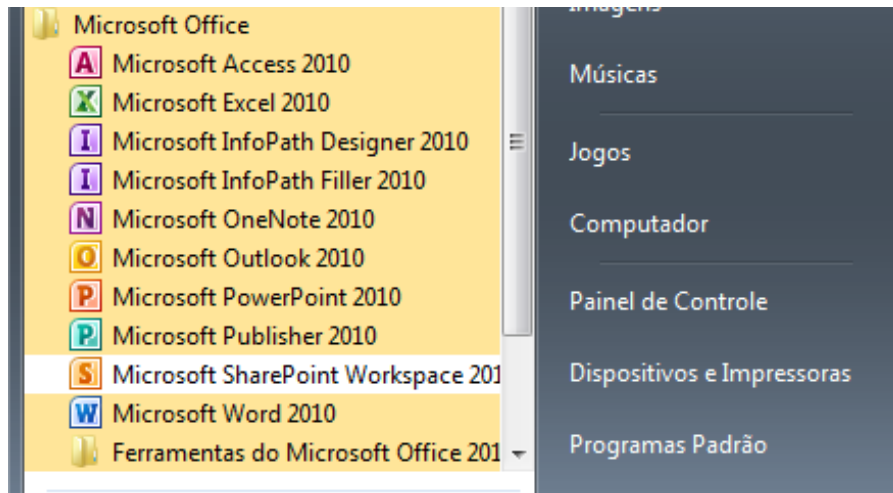 Microsoft Office
Microsoft Access 2010
Microsoft Excel 2010
Microsoft InfoPath Designer 2010
Microsoft InfoPath Filler 2010
Microsoft OneNote 2010
Microsoft Outlook 2010
Microsoft PowerPoint 2010
Microsoft Publisher 2010
Microsoft SharePoint Workspace 201
Microsoft Word 2010
Ferramentas do Microsoft Office 201
Imagens
Músicas
Jogos
Computador
Painel de Controle
Dispositivos e Impressoras
Programas Padrão